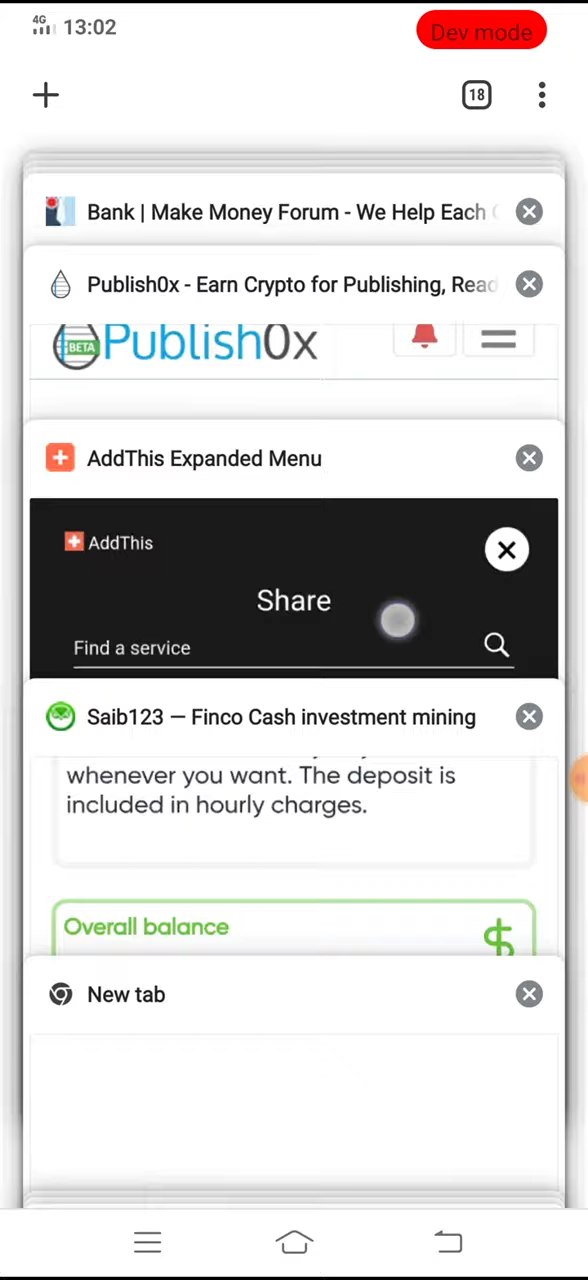 4G 13:02 Dev mode
18
Bank | Make Money Forum - We Help Each
Publish0x - Earn Crypto for Publishing, Read
BETA Publish0x
AddThis Expanded Menu
AddThis
Share
Find a service
Saib123 — Finco Cash investment mining
whenever you want. The deposit is
included in hourly charges.
Overall balance
$
New tab